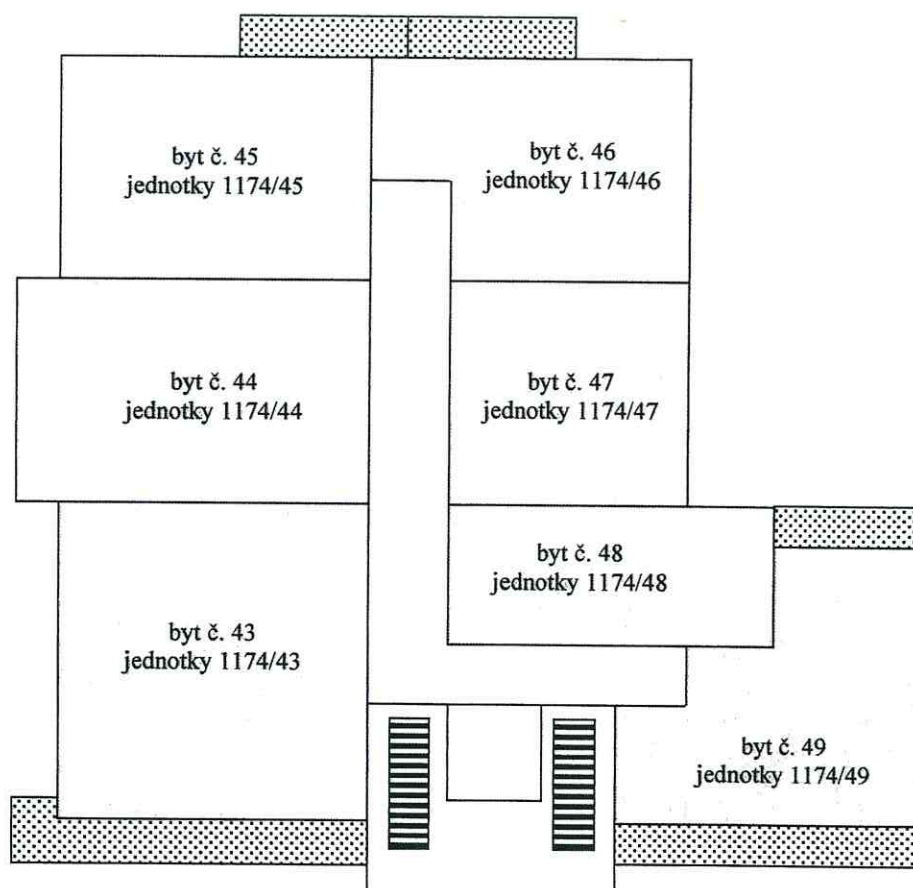 byt č. 45
jednotky 1174/45
byt č. 46
jednotky 1174/46
byt č. 44
jednotky 1174/44
byt č. 47
jednotky 1174/47
byt č. 48
jednotky 1174/48
byt č. 43
jednotky 1174/43
byt č. 49
jednotky 1174/49